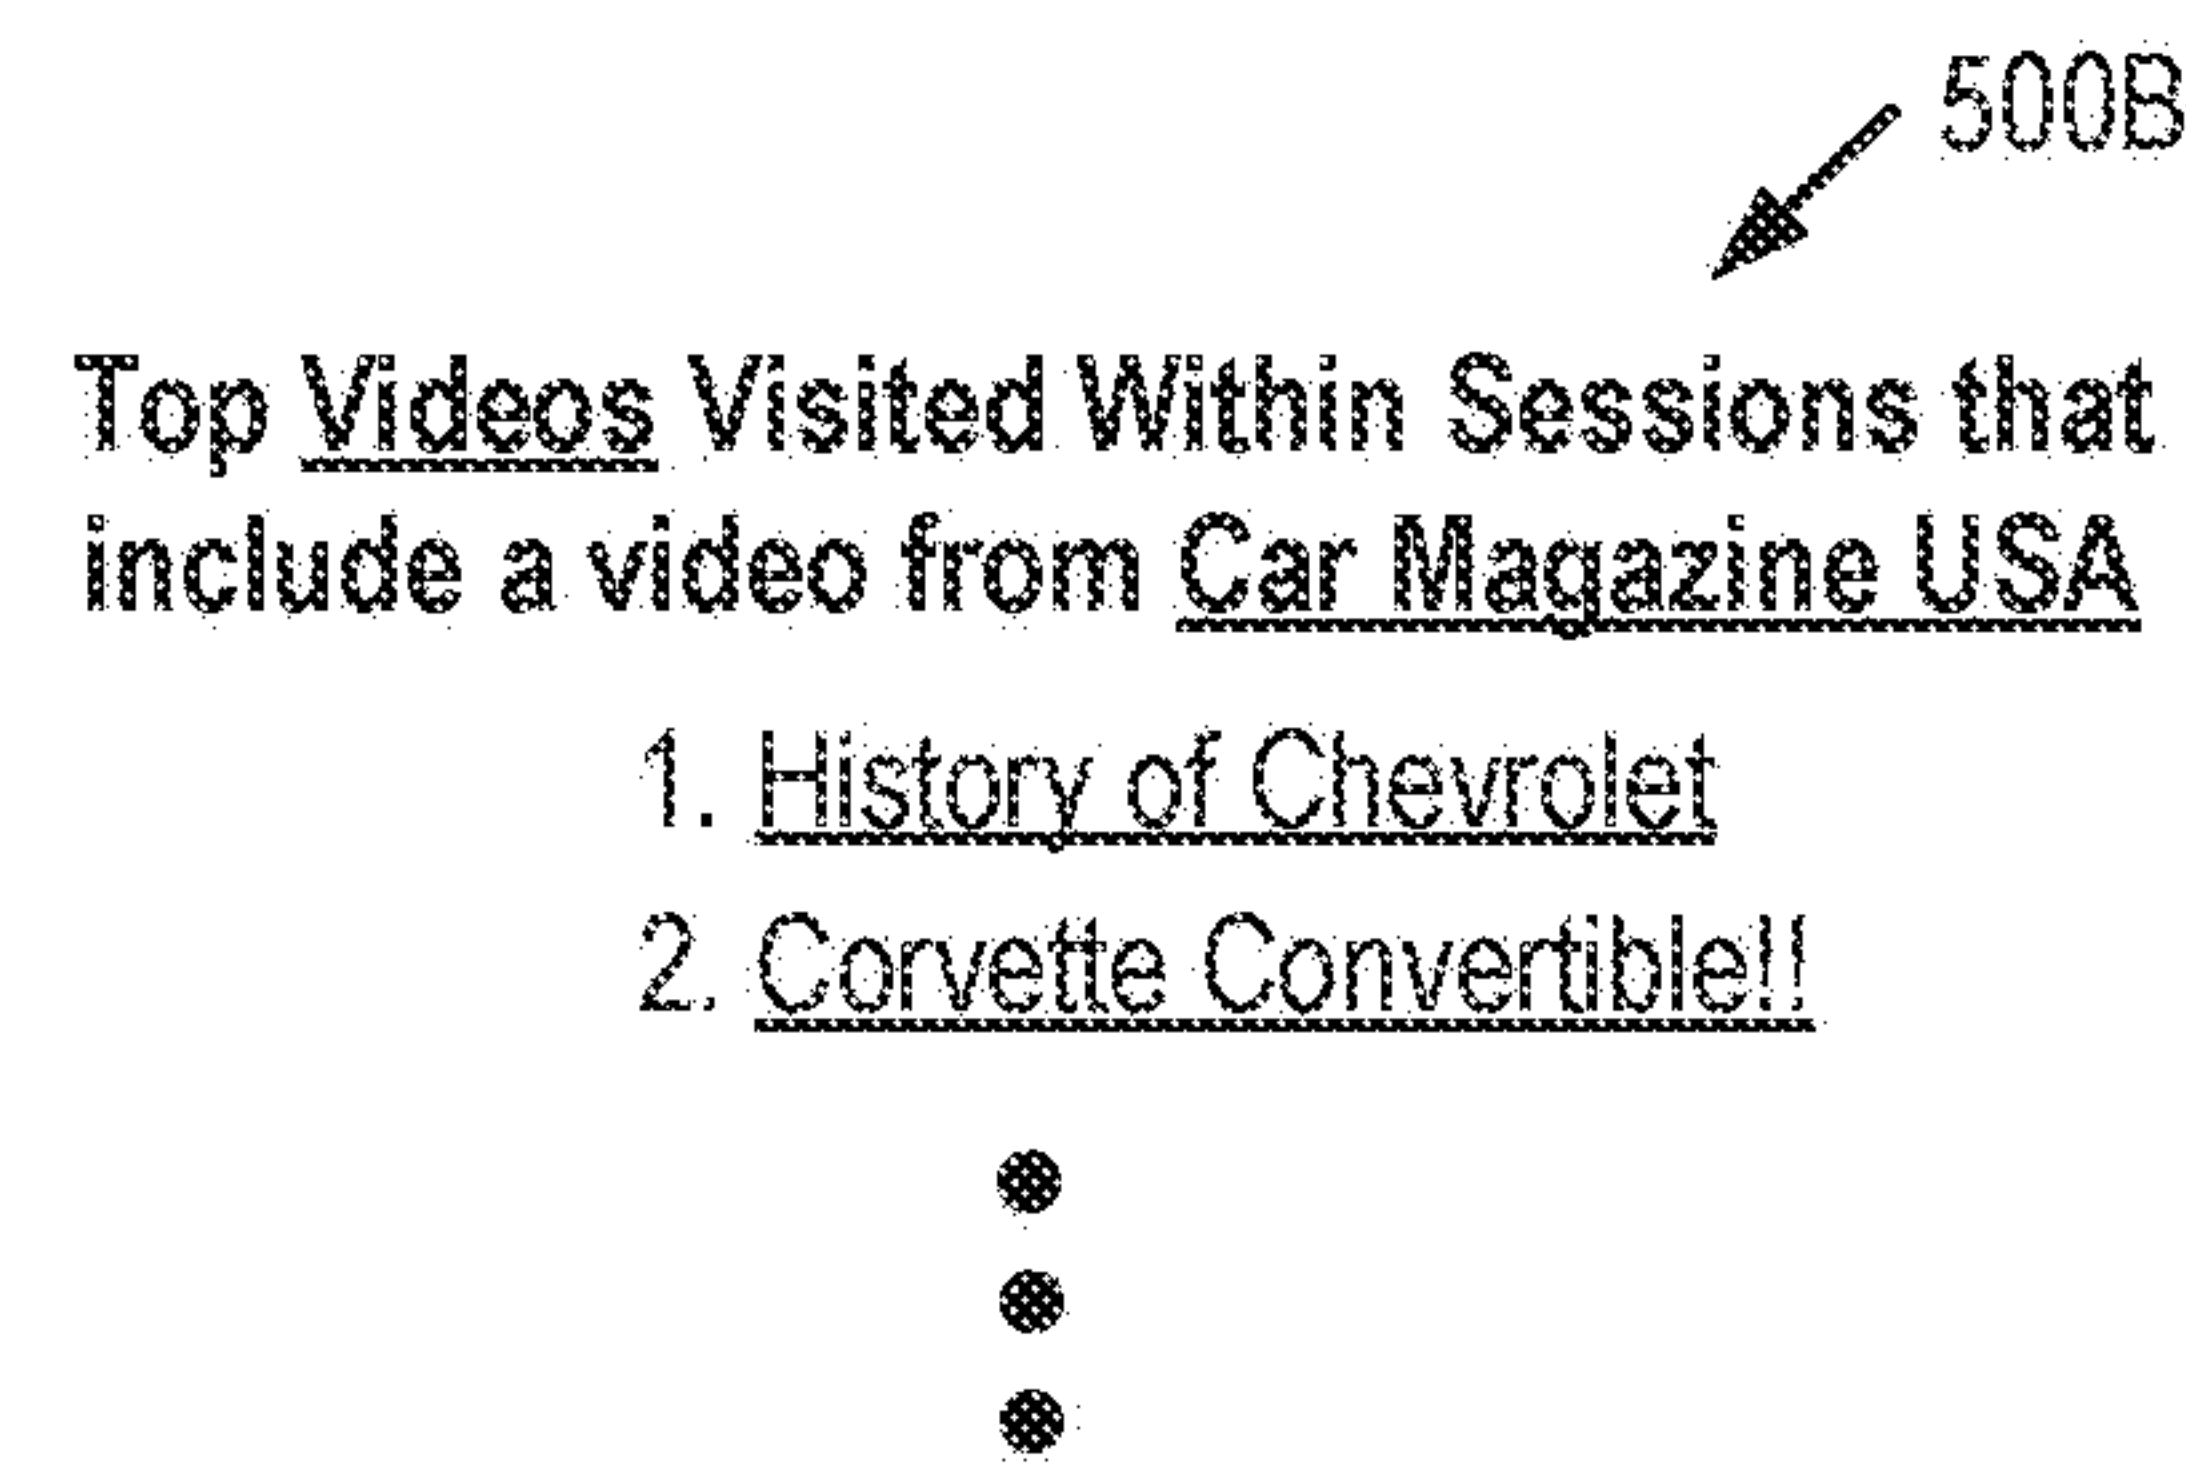 500B
Top Videos Visited Within Sessions that
include a video from Car Magazine USA
1. History of Chevrolet
2. Corvette Convertible!!